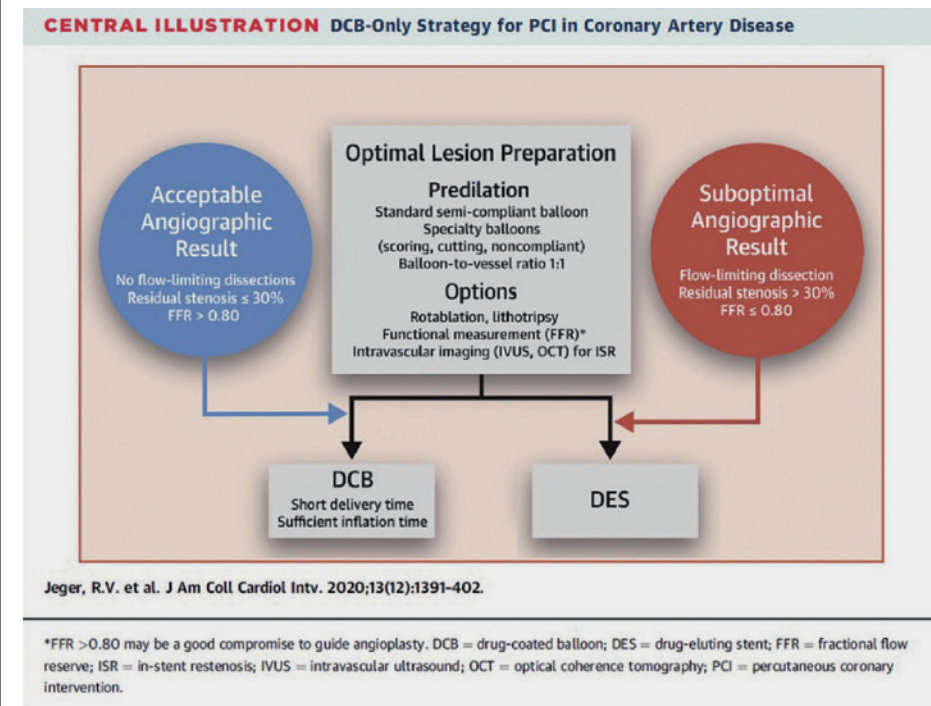 CENTRAL ILLUSTRATION DCB-Only Strategy for PCI in Coronary Artery Disease
Acceptable
Angiographic
Result
No flow-limiting dissections
Residual stenosis ≤ 30%
FFR > 0.80
Optimal Lesion Preparation
Predilation
Standard semi-compliant balloon
Specialty balloons
(scoring, cutting, noncompliant)
Balloon-to-vessel ratio 1:1
Options
Rotablation, lithotripsy
Functional measurement (FFR)*
Intravascular imaging (IVUS, OCT) for ISR
Suboptimal
Angiographic
Result
Flow-limiting dissection
Residual stenosis > 30%
FFR ≤ 0.80
DCB
Short delivery time
Sufficient inflation time
DES
Jeger, R.V. et al. J Am Coll Cardiol Intv. 2020;13(12):1391–402.
*FFR >0.80 may be a good compromise to guide angioplasty. DCB = drug-coated balloon; DES = drug-eluting stent; FFR = fractional flow
reserve; ISR = in-stent restenosis; IVUS = intravascular ultrasound; OCT = optical coherence tomography; PCI = percutaneous coronary
intervention.